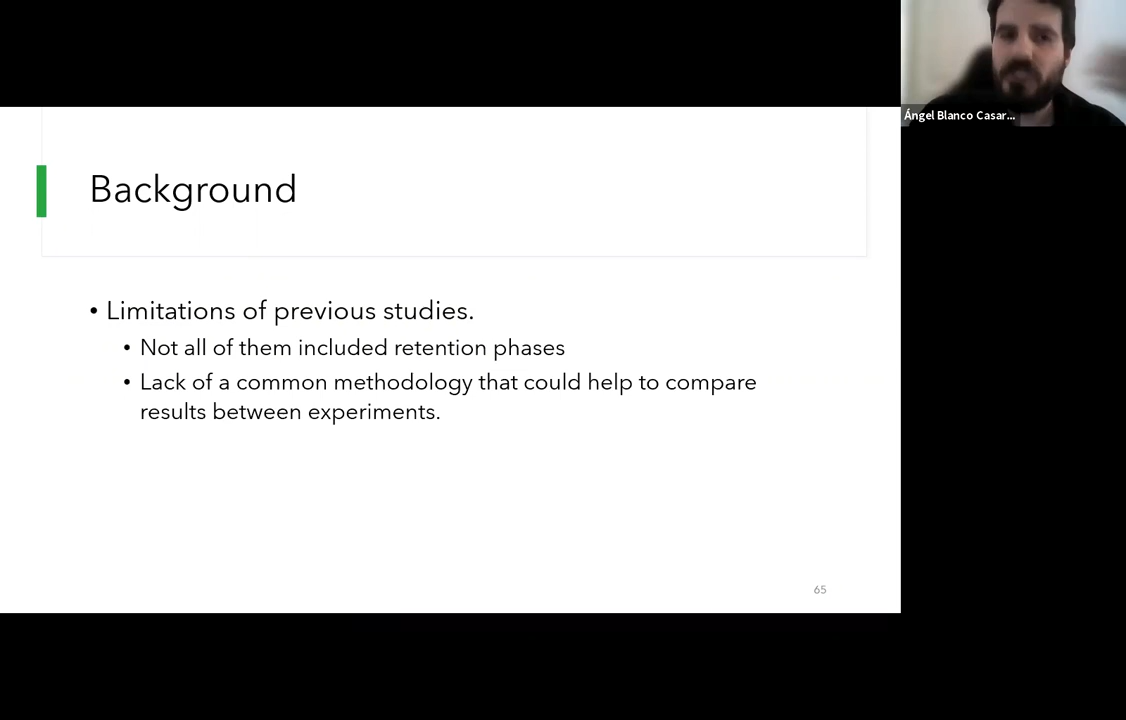 Ángel Blanco Casar...
Background
• Limitations of previous studies.
• Not all of them included retention phases
• Lack of a common methodology that could help to compare
results between experiments.
65